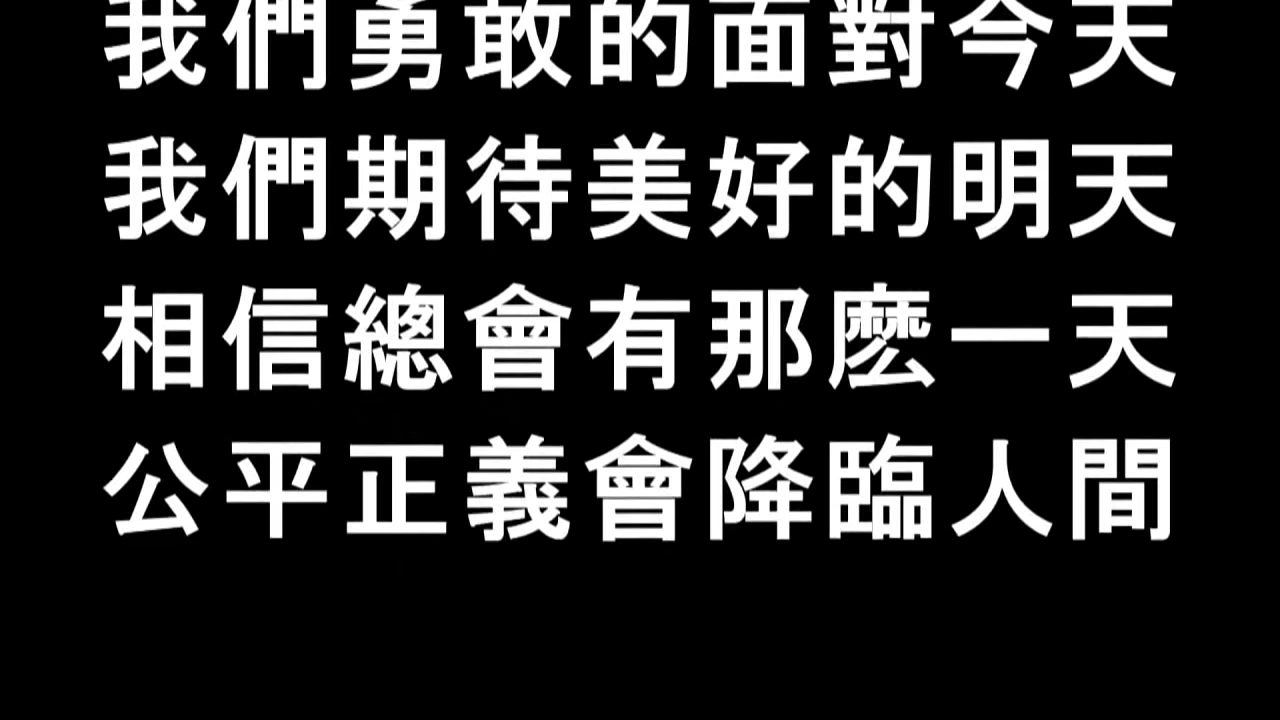 我們勇敢的面對今天
我們期待美好的明天
相信總會有那麽一天
公平正義會降臨人間